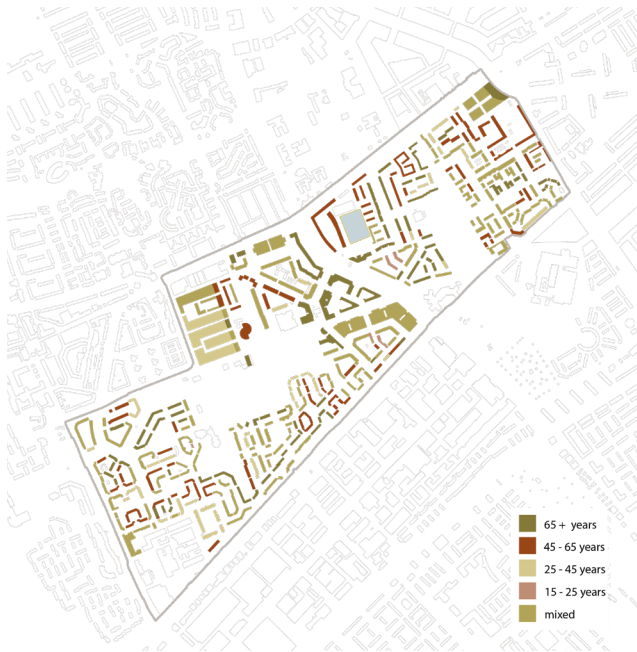 65 + years
45 - 65 years
25 - 45 years
15 - 25 years
mixed